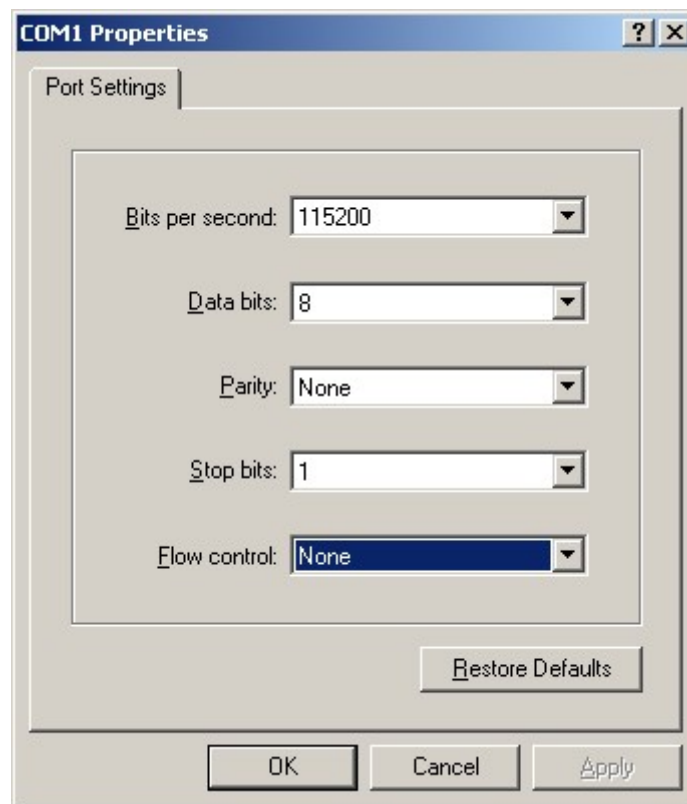 COM1 Properties
Port Settings
Bits per second: 115200
Data bits: 8
Parity: None
Stop bits: 1
Flow control: None
Restore Defaults
OK Cancel Apply